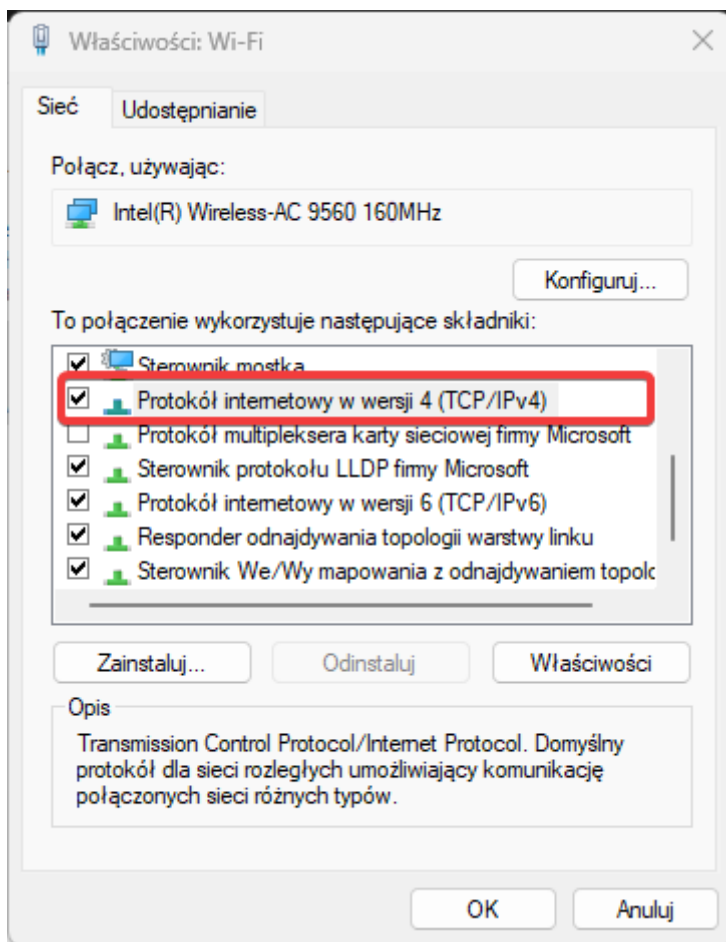 Właściwości: Wi-Fi
Sieć
Udostępnianie
Połącz, używając:
Intel(R) Wireless-AC 9560 160MHz
Konfiguruj...
To połączenie wykorzystuje następujące składniki:
Sterownik mostka
Protokół internetowy w wersji 4 (TCP/IPv4)
Protokół multipleksera karty sieciowej firmy Microsoft
Sterownik protokołu LLDP firmy Microsoft
Protokół internetowy w wersji 6 (TCP/IPv6)
Responder odnajdywania topologii warstwy linku
Sterownik We/Wy mapowania z odnajdywaniem topolc
Zainstaluj...
Odinstaluj
Właściwości
Opis
Transmission Control Protocol/Internet Protocol. Domyślny
protokół dla sieci rozległych umożliwiający komunikację
połączonych sieci różnych typów.
OK
Anuluj